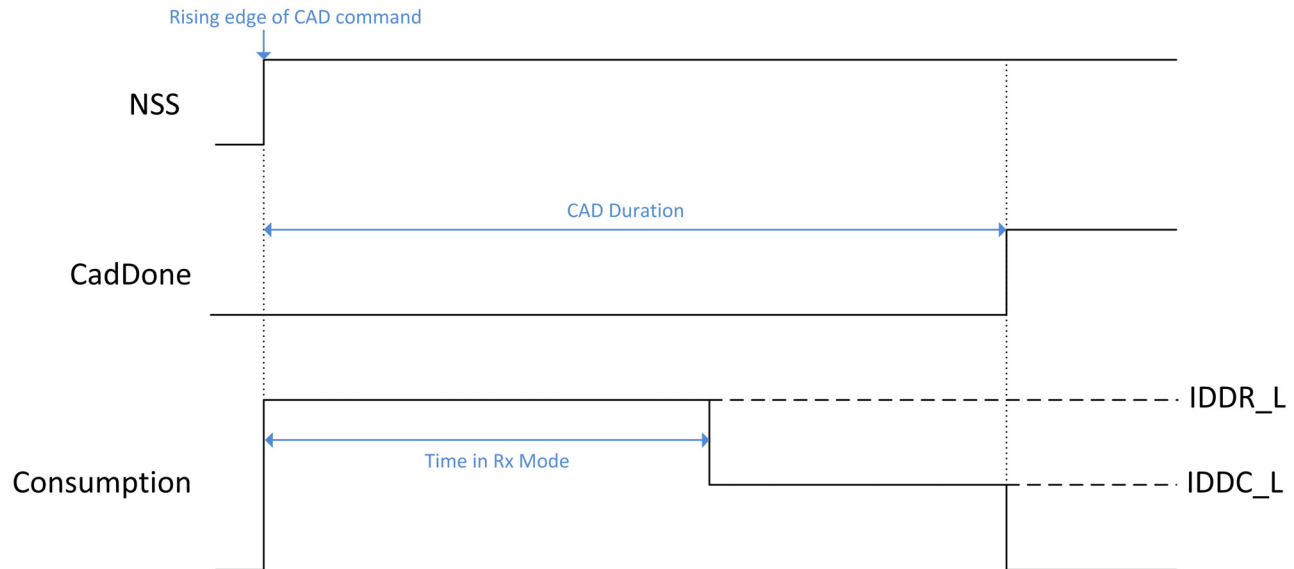 Rising edge of CAD command
NSS
CAD Duration
CadDone
IDDR_L
Time in Rx Mode
Consumption
IDDC_L